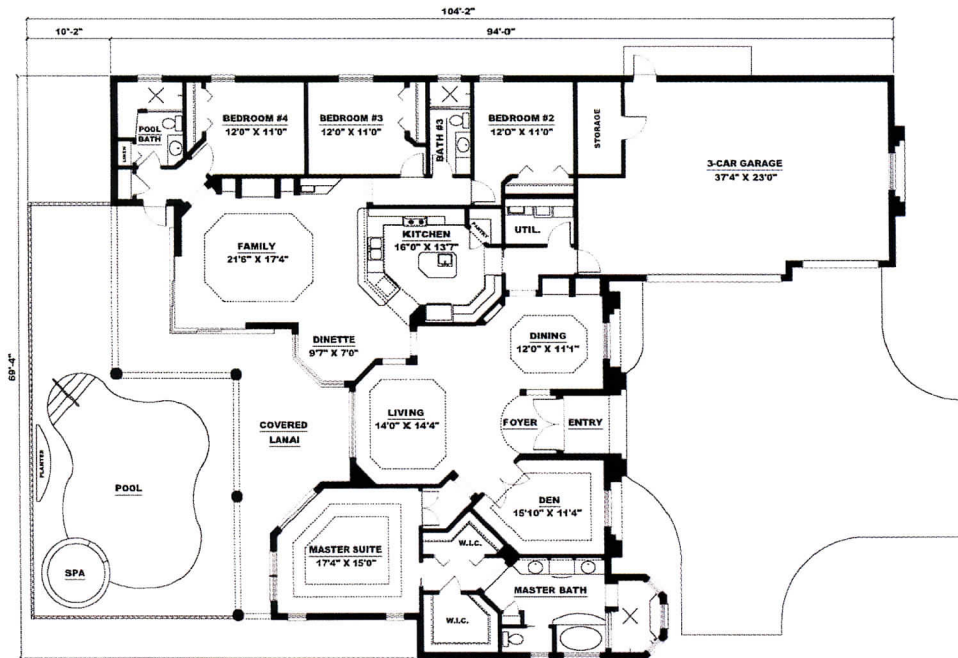 104'-2"
10'-2"
94'-0"
69'-4"
POOL
BATH
LINEN
BEDROOM #4
12'0" X 11'0"
BEDROOM #3
12'0" X 11'0"
BATH #3
BEDROOM #2
12'0" X 11'0"
STORAGE
3-CAR GARAGE
37'4" X 23'0"
FAMILY
21'6" X 17'4"
KITCHEN
16'0" X 13'7"
PANTRY
UTIL.
DINETTE
9'7" X 7'0"
DINING
12'0" X 11'1"
LIVING
14'0" X 14'4"
FOYER
ENTRY
COVERED
LANAI
PLANTER
POOL
SPA
DEN
15'10" X 11'4"
MASTER SUITE
17'4" X 15'0"
W.I.C.
W.I.C.
MASTER BATH